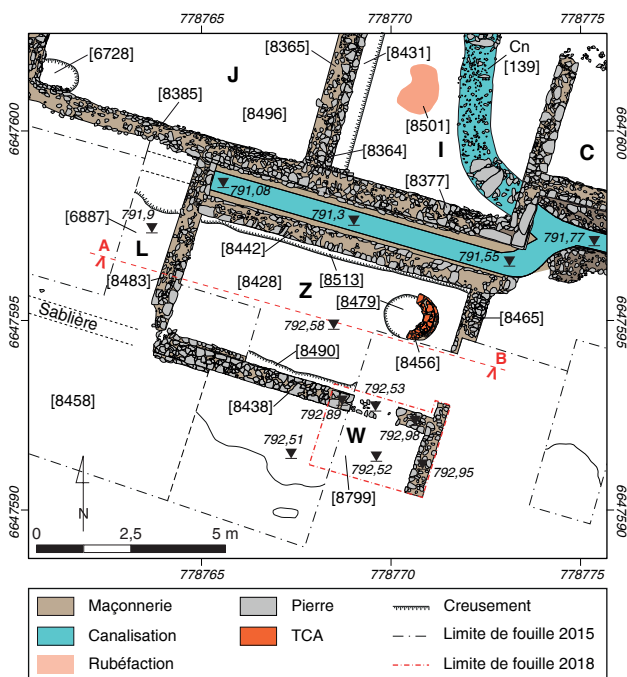 778765 778770 778775
[6728] [8365] [8431] Cn
[139]
J
[8385] [8496] [8501]
6647600 I 6647600
[8364] C
[8377]
791,08
[6887] 791,9 791,3 791,77
A L [8442] 791,55
[8513]
[8483] [8428] Z [8479]
6647595 [8465] 6647595
Sablière 792,58 [8456]
[8490] B
792,53
[8458] [8438] 792,89 W 792,98
792,51 792,52 792,95
[8799]
6647590 N 6647590
0 2,5 5 m
778765 778770 778775
Maçonnerie Pierre Creusement
Canalisation TCA Limite de fouille 2015
Rubéfaction Limite de fouille 2018